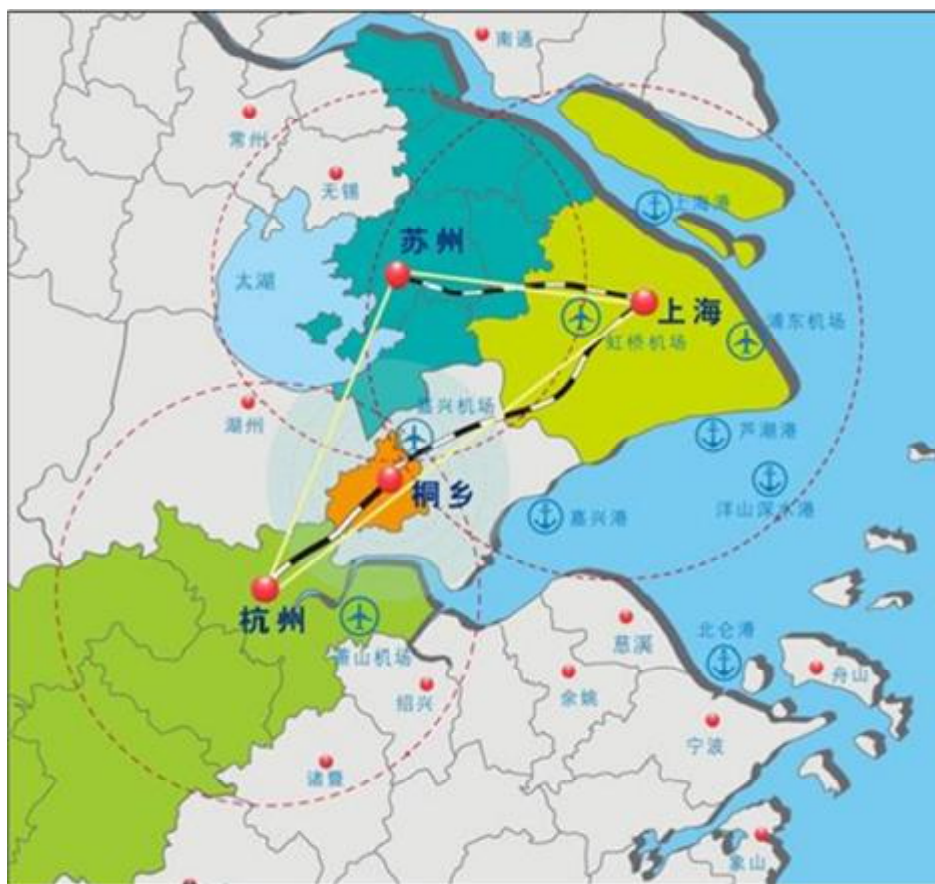 南通
常州
无锡
上海港
苏州
太湖
上海
浦东机场
虹桥机场
湖州
嘉兴机场
芦潮港
桐乡
洋山深水港
嘉兴港
杭州
慈溪
北仑港
萧山机场
舟山
绍兴
余姚
宁波
诸暨
象山